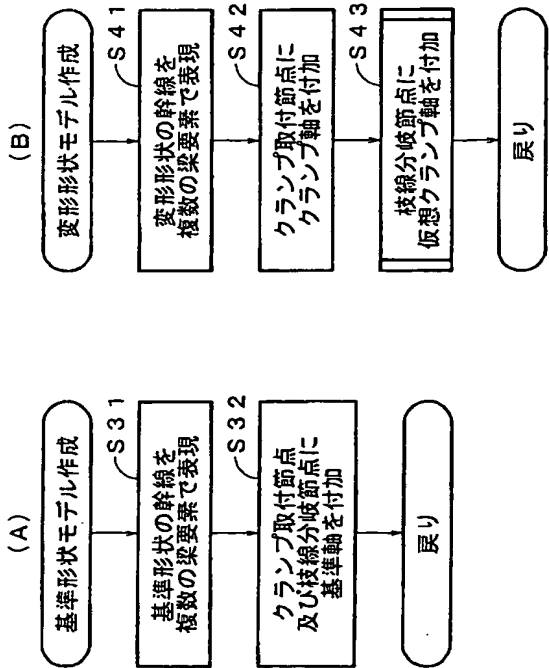 (A)
基準形状モデル作成
S31
基準形状の幹線を
複数の梁要素で表現
S32
クランプ取付節点
及び枝線分岐節点に
基準軸を付加
戻り
(B)
変形形状モデル作成
S41
変形形状の幹線を
複数の梁要素で表現
S42
クランプ取付節点に
クランプ軸を付加
S43
枝線分岐節点に
仮想クランプ軸を付加
戻り